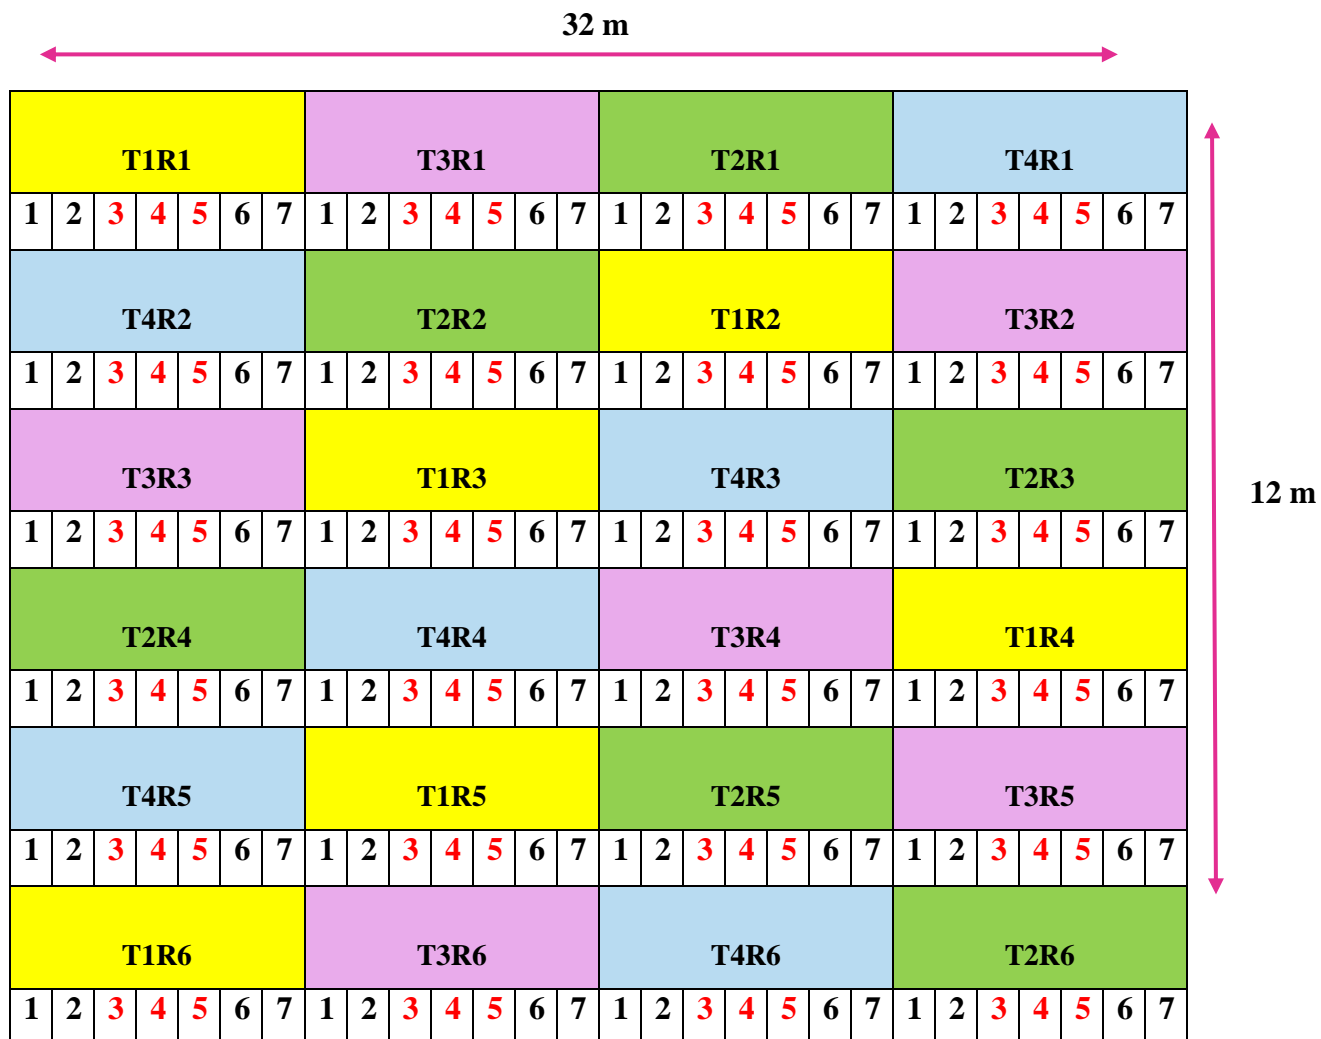 32 m
T1R1 T3R1 T2R1 T4R1
1 2 3 4 5 6 7 1 2 3 4 5 6 7 1 2 3 4 5 6 7 1 2 3 4 5 6 7
T4R2 T2R2 T1R2 T3R2
1 2 3 4 5 6 7 1 2 3 4 5 6 7 1 2 3 4 5 6 7 1 2 3 4 5 6 7
T3R3 T1R3 T4R3 T2R3
12 m
1 2 3 4 5 6 7 1 2 3 4 5 6 7 1 2 3 4 5 6 7 1 2 3 4 5 6 7
T2R4 T4R4 T3R4 T1R4
1 2 3 4 5 6 7 1 2 3 4 5 6 7 1 2 3 4 5 6 7 1 2 3 4 5 6 7
T4R5 T1R5 T2R5 T3R5
1 2 3 4 5 6 7 1 2 3 4 5 6 7 1 2 3 4 5 6 7 1 2 3 4 5 6 7
T1R6 T3R6 T4R6 T2R6
1 2 3 4 5 6 7 1 2 3 4 5 6 7 1 2 3 4 5 6 7 1 2 3 4 5 6 7